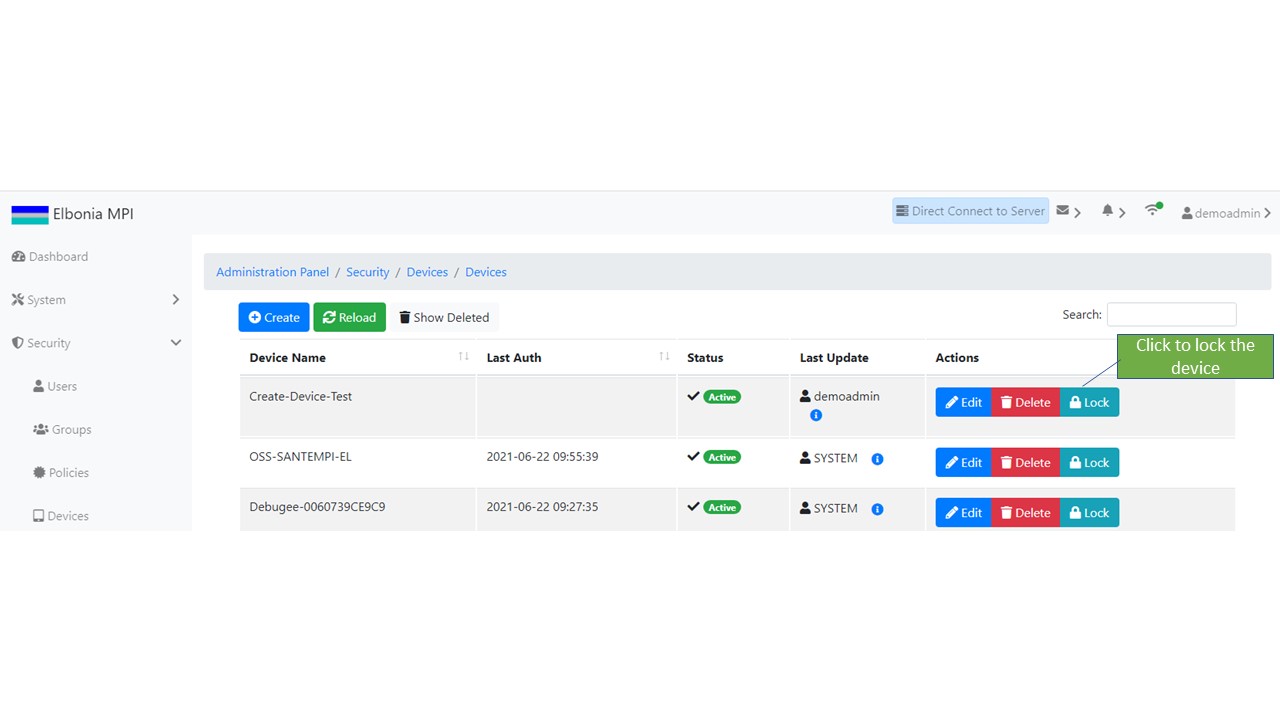 Elbonia MPI
Direct Connect to Server
demoadmin
Dashboard
System
Security
Users
Groups
Policies
Devices
Administration Panel / Security / Devices / Devices
Create Reload Show Deleted
Search:
Click to lock the
device
Device Name Last Auth Status Last Update Actions
Create-Device-Test Active demoadmin Edit Delete Lock
OSS-SANTEMPI-EL 2021-06-22 09:55:39 Active SYSTEM Edit Delete Lock
Debugee-0060739CE9C9 2021-06-22 09:27:35 Active SYSTEM Edit Delete Lock